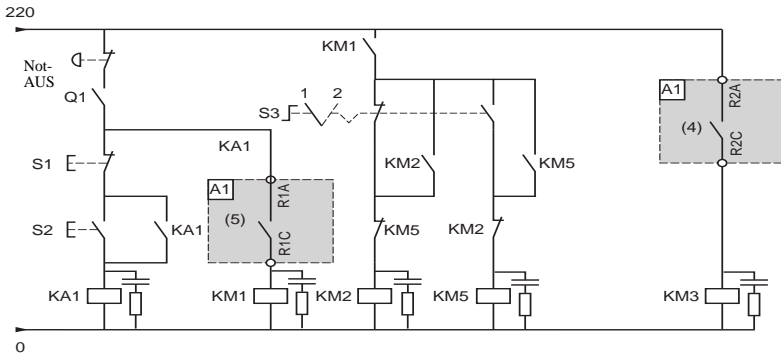 220
Not-
AUS
Q1
S1
S2
KA1
KA1
A1
R1A
(5)
R1C
KM1
S3
1
2
KM2
KM5
KM5
KM2
A1
R2A
(4)
R2C
KA1
KM1
KM2
KM5
KM3
0